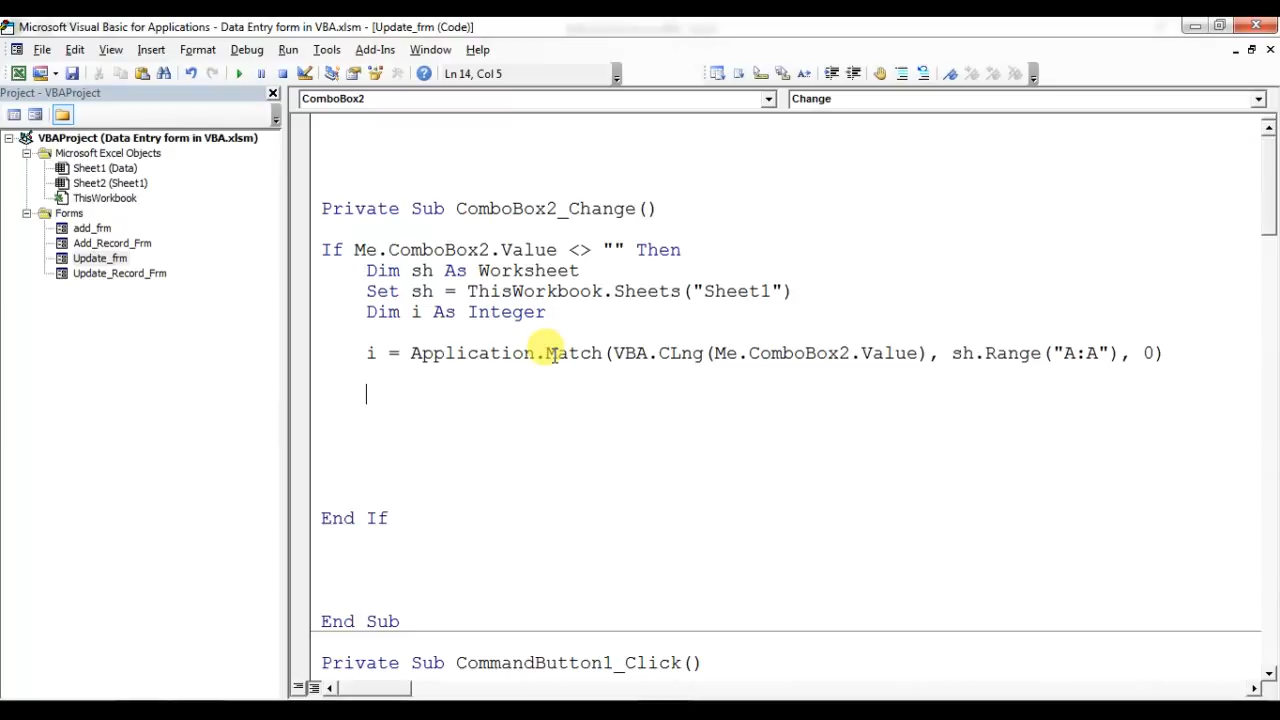 Microsoft Visual Basic for Applications - Data Entry form in VBA.xlsm - [Update_frm (Code)]
File Edit View Insert Format Debug Run Tools Add-Ins Window Help
Ln 14, Col 5
Project - VBAProject
ComboBox2
Change
VBAProject (Data Entry form in VBA.xlsm)
Microsoft Excel Objects
Sheet1 (Data)
Sheet2 (Sheet1)
ThisWorkbook
Forms
add_frm
Add_Record_Frm
Update_frm
Update_Record_Frm
Private Sub ComboBox2_Change()
If Me.ComboBox2.Value <> "" Then
Dim sh As Worksheet
Set sh = ThisWorkbook.Sheets("Sheet1")
Dim i As Integer
i = Application.Match(VBA.CLng(Me.ComboBox2.Value), sh.Range("A:A"), 0)
End If
End Sub
Private Sub CommandButton1_Click()